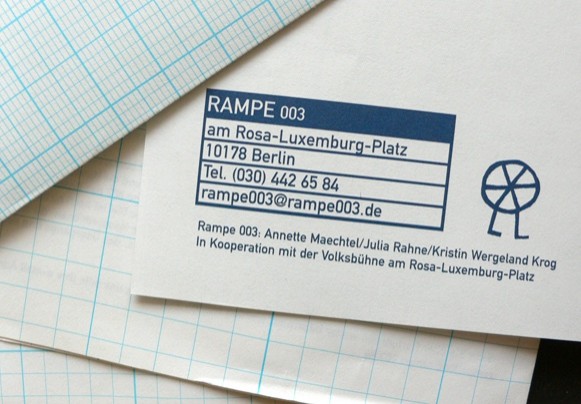 RAMPE 003
am Rosa-Luxemburg-Platz
10178 Berlin
Tel. (030) 442 65 84
rampe003@rampe003.de
Rampe 003: Annette Maechtel/Julia Rahne/Kristin Wergeland Krog
In Kooperation mit der Volksbühne am Rosa-Luxemburg-Platz